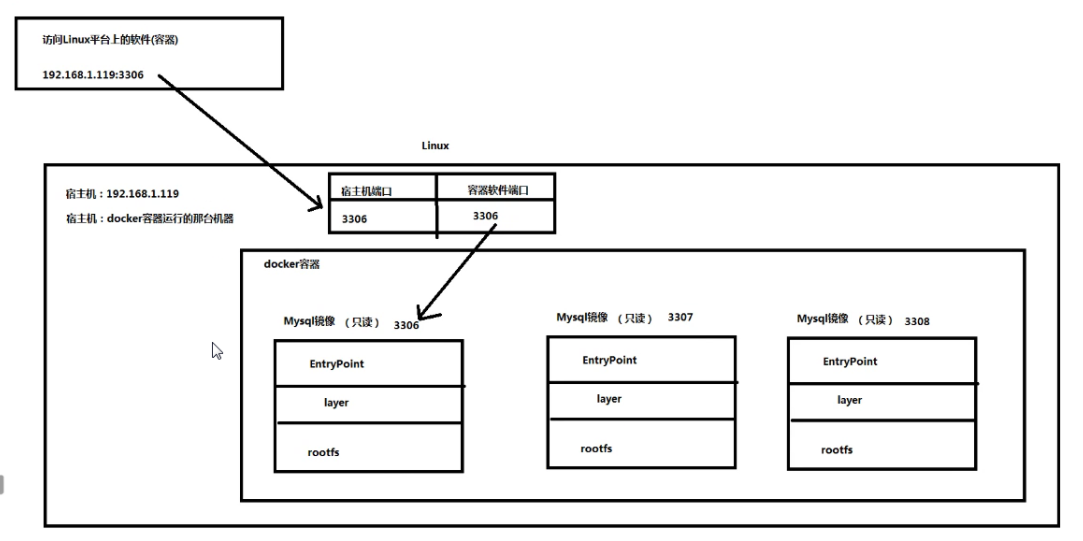 访问Linux平台上的软件(容器)
192.168.1.119:3306
Linux
宿主机：192.168.1.119
宿主机：docker容器运行的那台机器
宿主机端口 容器软件端口
3306 3306
docker容器
Mysql镜像 （只读） 3306
Mysql镜像 （只读） 3307
Mysql镜像 （只读） 3308
EntryPoint EntryPoint EntryPoint
layer layer layer
rootfs rootfs rootfs